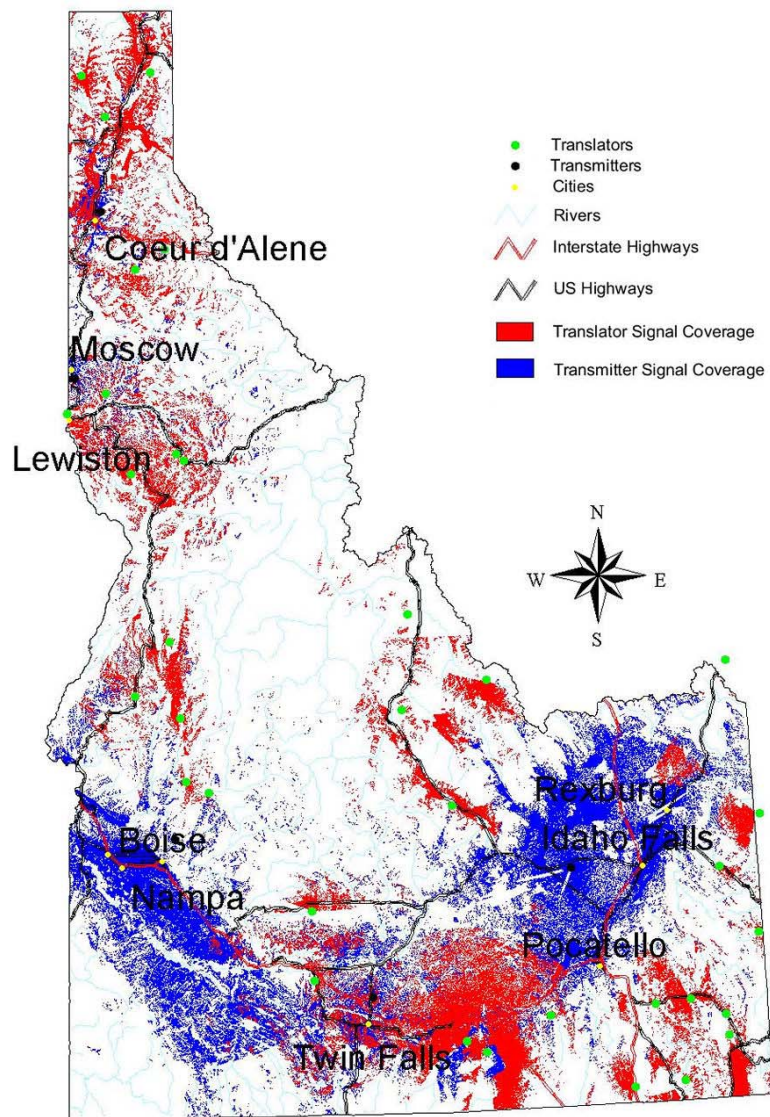 Translators
Transmitters
Cities
Rivers
Interstate Highways
US Highways
Translator Signal Coverage
Transmitter Signal Coverage
Coeur d'Alene
Moscow
Lewiston
N
W E
S
Rexburg
Idaho Falls
Boise
Nampa
Pocatello
Twin Falls